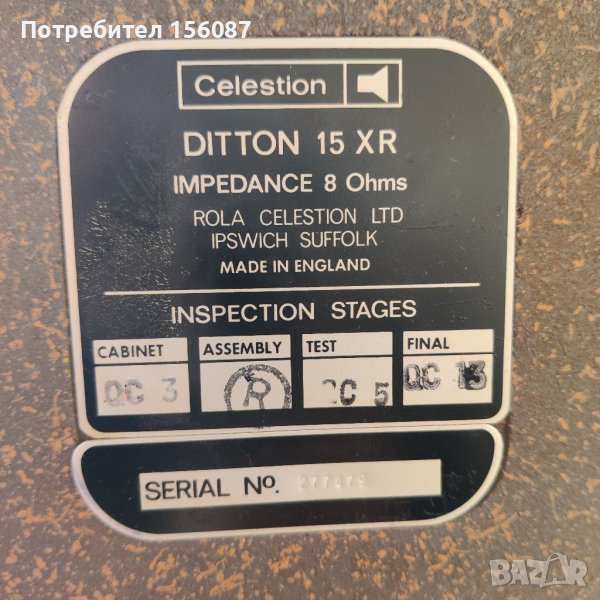 Потребител 156087
Celestion
DITTON 15 XR
IMPEDANCE 8 Ohms
ROLA CELESTION LTD
IPSWICH SUFFOLK
MADE IN ENGLAND
INSPECTION STAGES
CABINET ASSEMBLY TEST FINAL
QC 3 R QC 5 QC 13
SERIAL Nº.
BAZAR